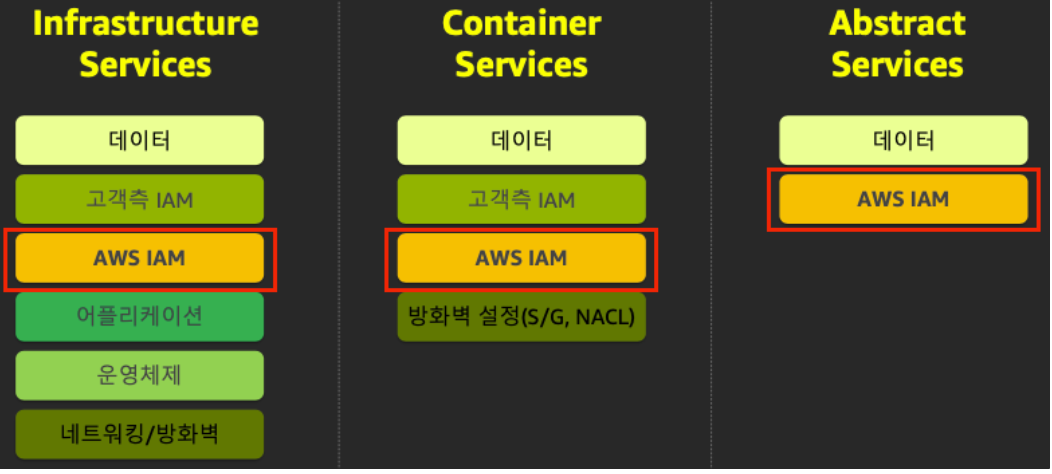 Infrastructure
Services
데이터
고객측 IAM
AWS IAM
어플리케이션
운영체제
네트워킹/방화벽
Container
Services
데이터
고객측 IAM
AWS IAM
방화벽 설정(S/G, NACL)
Abstract
Services
데이터
AWS IAM